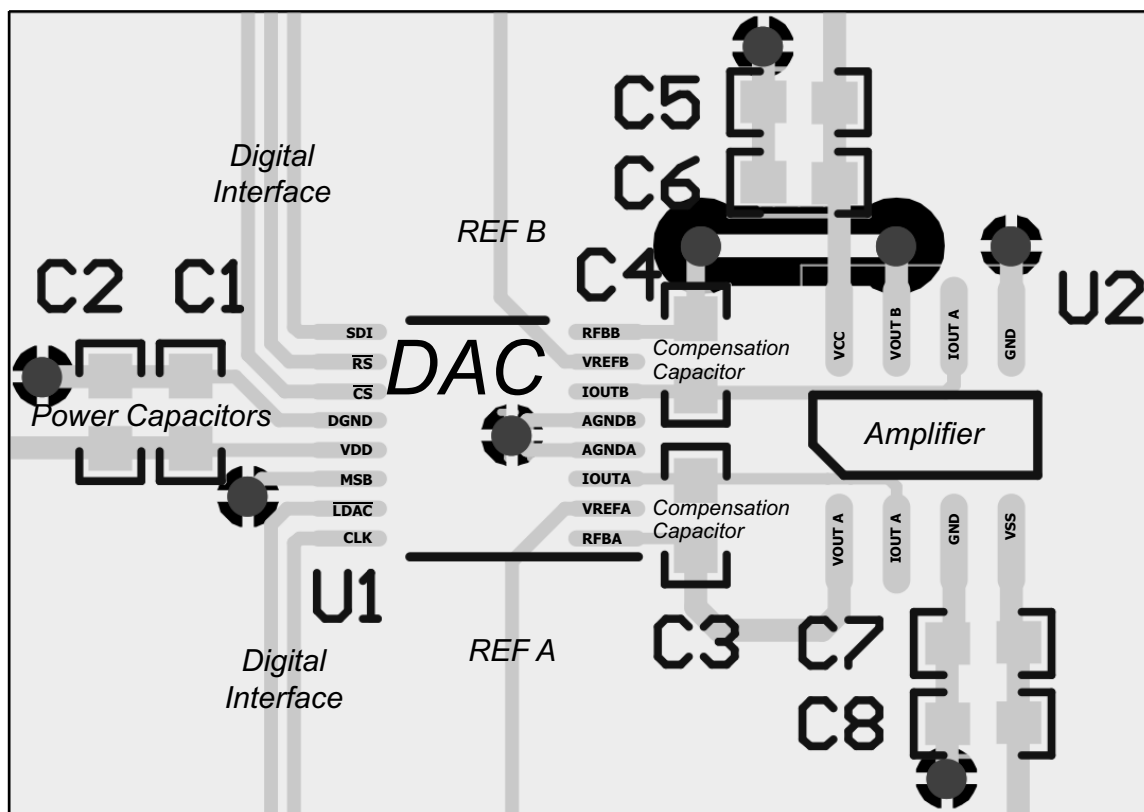 C5
Digital
Interface
C6
REF B
C4
C2
C1
U2
SDI
RS
CS
DGND
VDD
MSB
LDAC
CLK
DAC
RFBB
VREFB
IOUTB
AGNDB
AGNDA
IOUTA
VREFA
RFBA
Compensation
Capacitor
VCC
VOUT B
IOUT A
GND
Power Capacitors
Amplifier
Compensation
Capacitor
VOUT A
IOUT A
GND
VSS
U1
Digital
Interface
REF A
C3
C7
C8